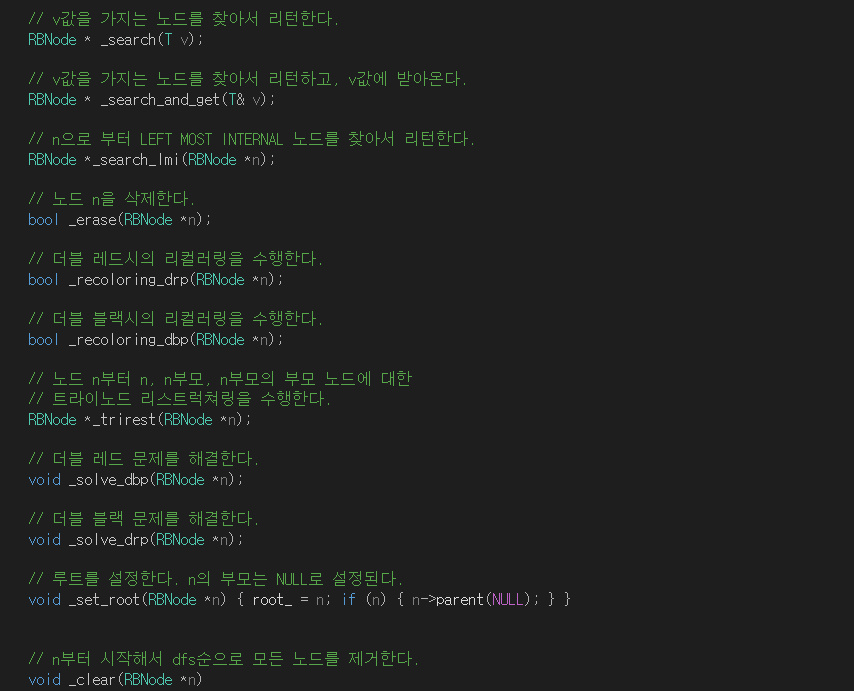 // v값을 가지는 노드를 찾아서 리턴한다.
RBNode * _search(T v);
// v값을 가지는 노드를 찾아서 리턴하고, v값에 받아온다.
RBNode * _search_and_get(T& v);
// n으로 부터 LEFT MOST INTERNAL 노드를 찾아서 리턴한다.
RBNode *_search_lmi(RBNode *n);
// 노드 n을 삭제한다.
bool _erase(RBNode *n);
// 더블 레드시의 리컬러링을 수행한다.
bool _recoloring_drp(RBNode *n);
// 더블 블랙시의 리컬러링을 수행한다.
bool _recoloring_dbp(RBNode *n);
// 노드 n부터 n, n부모, n부모의 부모 노드에 대한
// 트라이노드 리스트럭쳐링을 수행한다.
RBNode *_trirest(RBNode *n);
// 더블 레드 문제를 해결한다.
void _solve_dbp(RBNode *n);
// 더블 블랙 문제를 해결한다.
void _solve_drp(RBNode *n);
// 루트를 설정한다. n의 부모는 NULL로 설정된다.
void _set_root(RBNode *n) { root_ = n; if (n) { n->parent(NULL); } }
// n부터 시작해서 dfs순으로 모든 노드를 제거한다.
void _clear(RBNode *n)